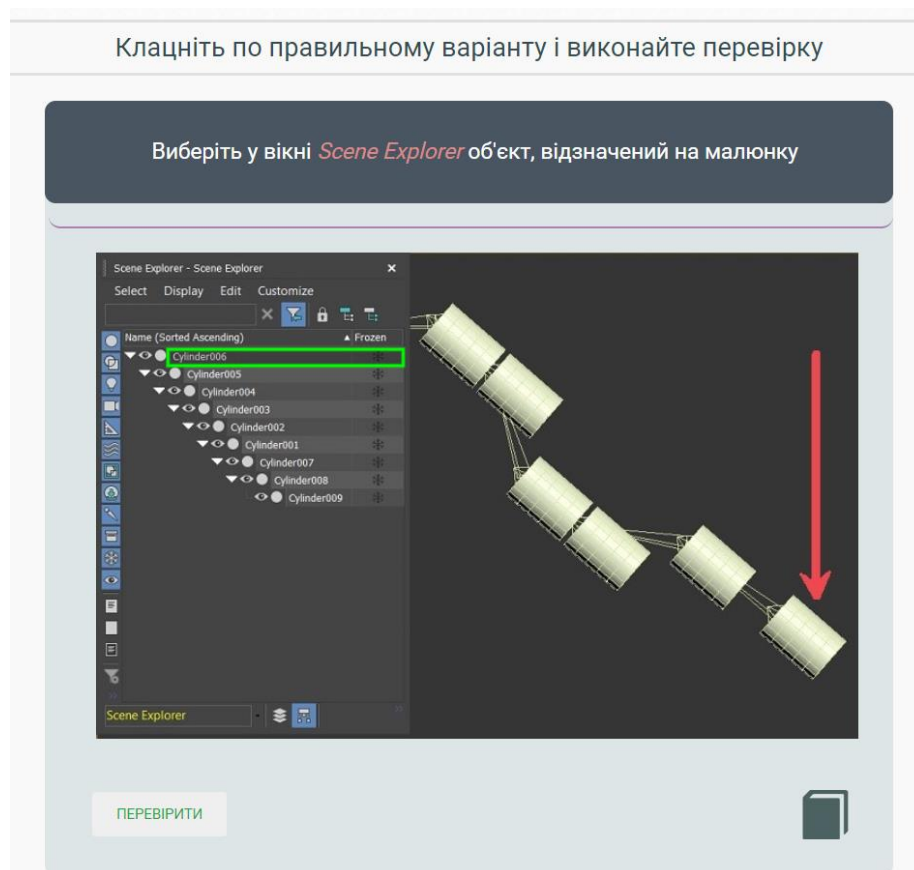 Клацніть по правильному варіанту і виконайте перевірку
Виберіть у вікні Scene Explorer об'єкт, відзначений на малюнку
Scene Explorer - Scene Explorer
Select Display Edit Customize
Name (Sorted Ascending) ▲ Frozen
Cylinder006
Cylinder005
Cylinder004
Cylinder003
Cylinder002
Cylinder001
Cylinder007
Cylinder008
Cylinder009
Scene Explorer
ПЕРЕВІРИТИ